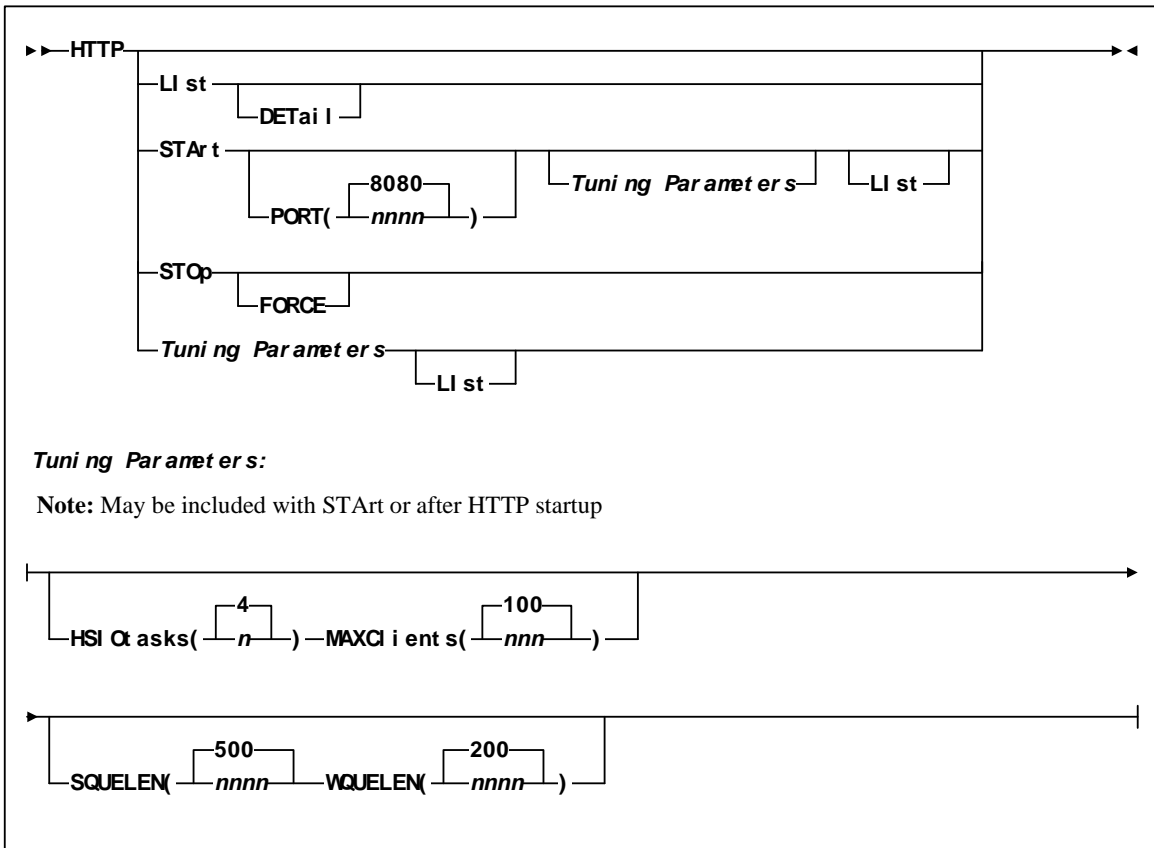 HTTP
LIst
DETail
STArt
8080
Tuning Parameters
LIst
PORT( nnnn )
STOp
FORCE
Tuning Parameters
LIst
Tuning Parameters:
Note: May be included with STArt or after HTTP startup
4 100
HSIOtasks( n ) MAXClients( nnn )
500 200
SQUELEN( nnnn WQUELEN( nnnn )